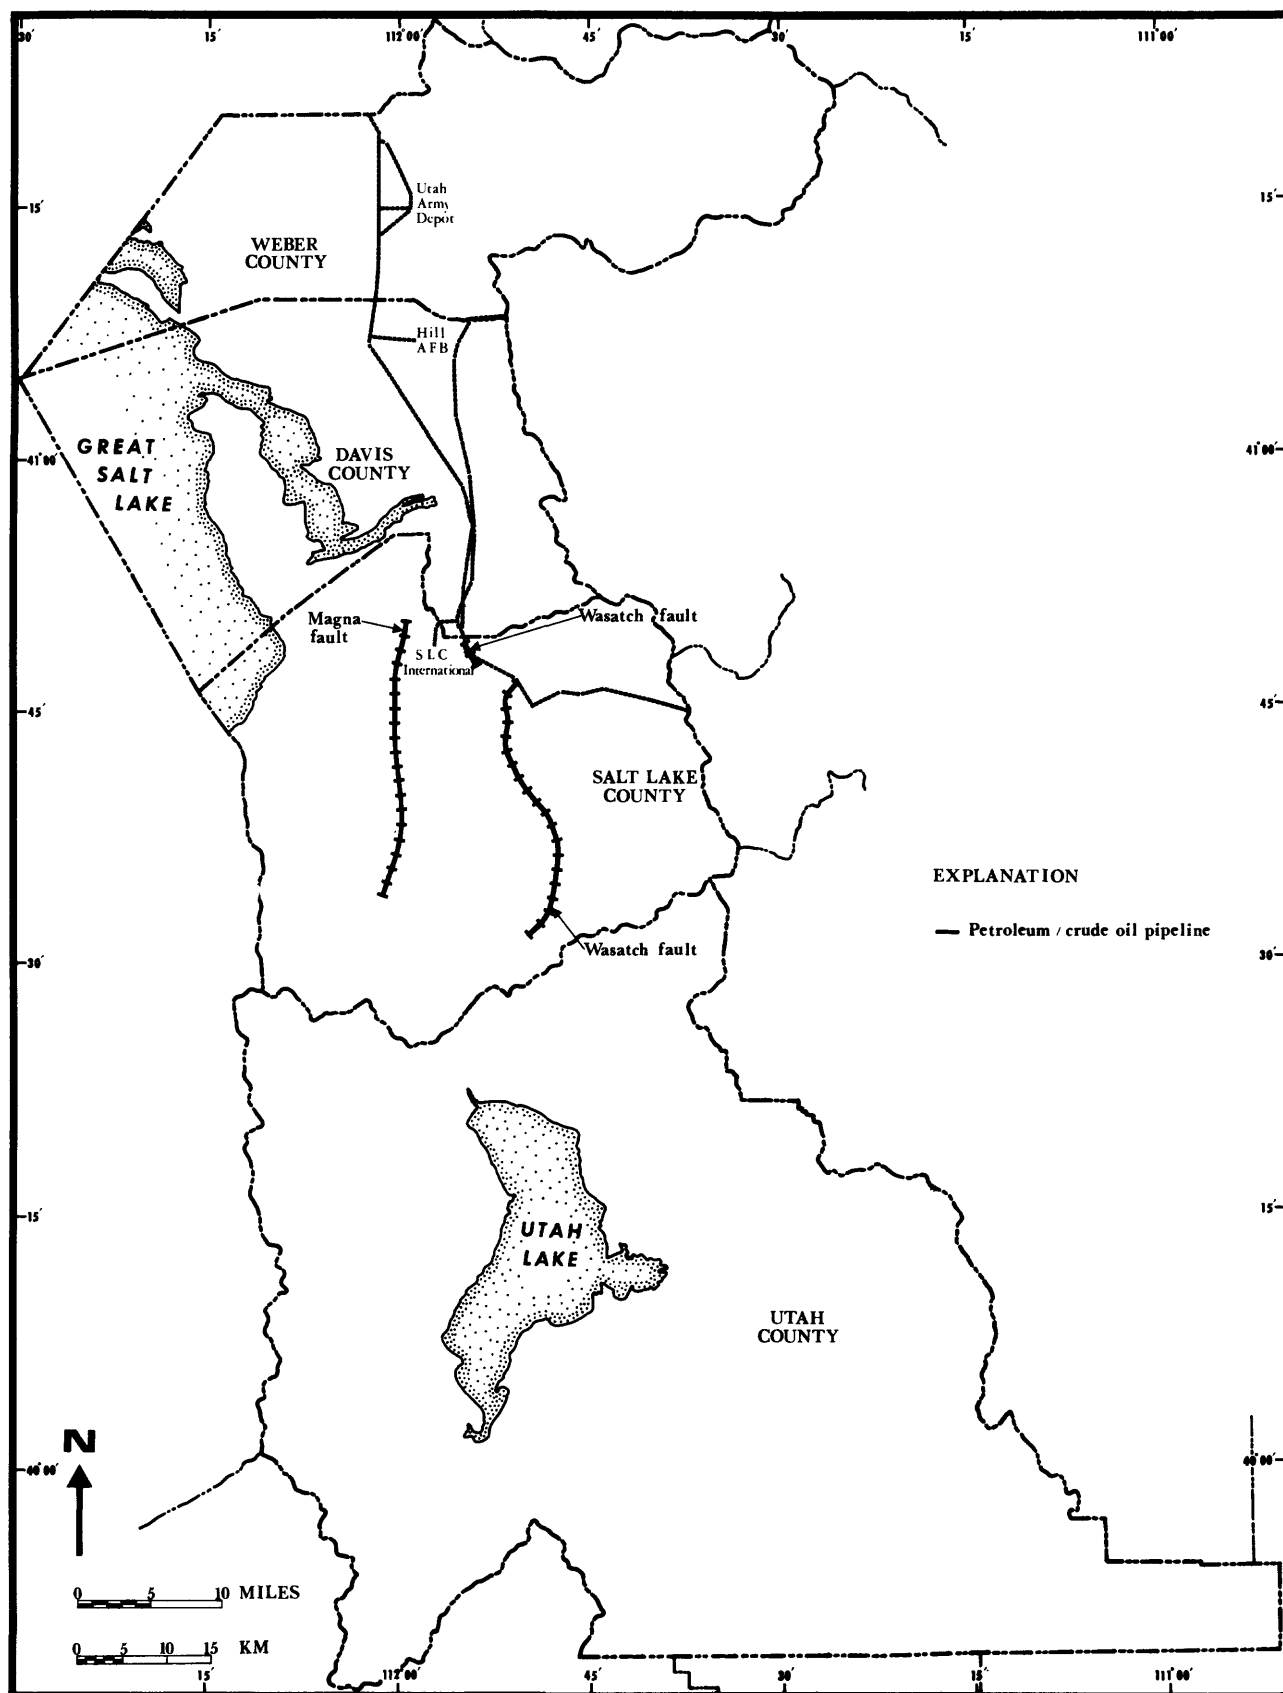 30'
15'
112°00'
45'
30'
15'
111°00'
15'
15'
Utah
Army
Depot
WEBER
COUNTY
Hill
AFB
GREAT
SALT
LAKE
DAVIS
COUNTY
41°00'
41°00'
Magna
fault
Wasatch fault
SLC
International
45'
45'
SALT LAKE
COUNTY
EXPLANATION
Petroleum / crude oil pipeline
Wasatch fault
30'
30'
15'
15'
UTAH
LAKE
UTAH
COUNTY
N
40°00'
40°00'
0 5 10 MILES
0 5 10 15 KM
15'
112°00'
45'
30'
15'
111°00'